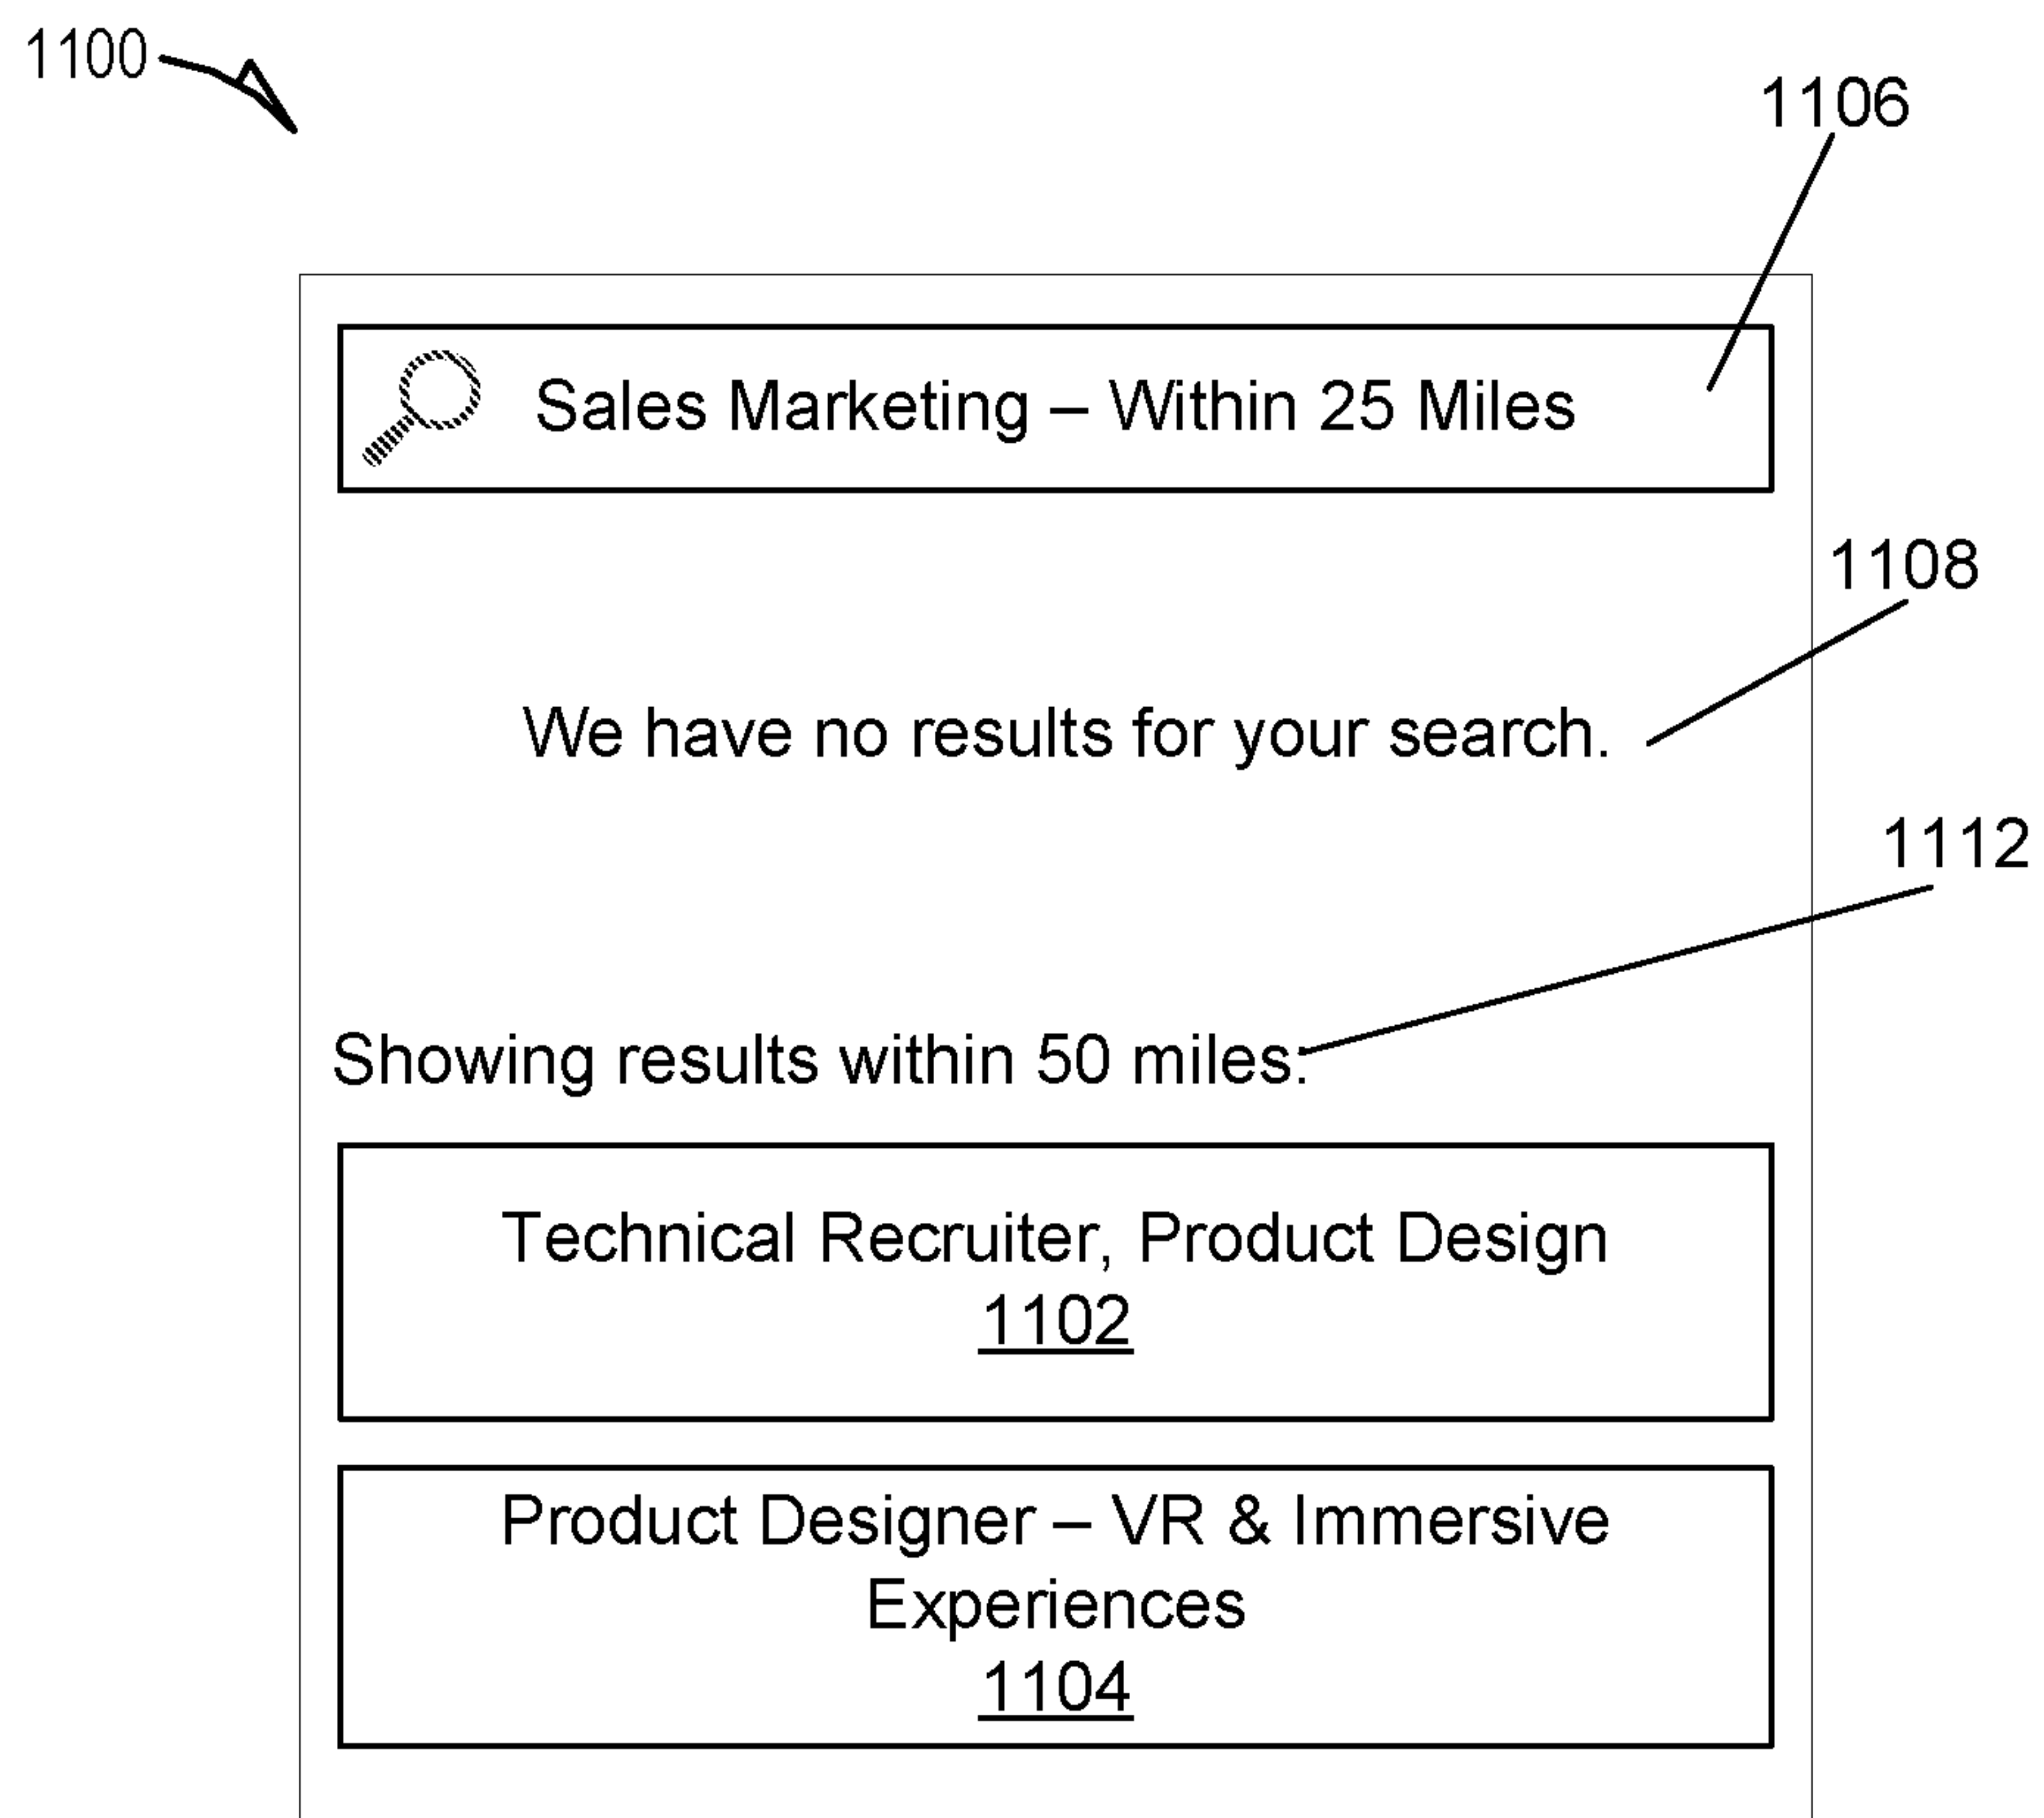 1100
1106
Sales Marketing – Within 25 Miles
1108
We have no results for your search.
1112
Showing results within 50 miles:
Technical Recruiter, Product Design
1102
Product Designer – VR & Immersive
Experiences
1104